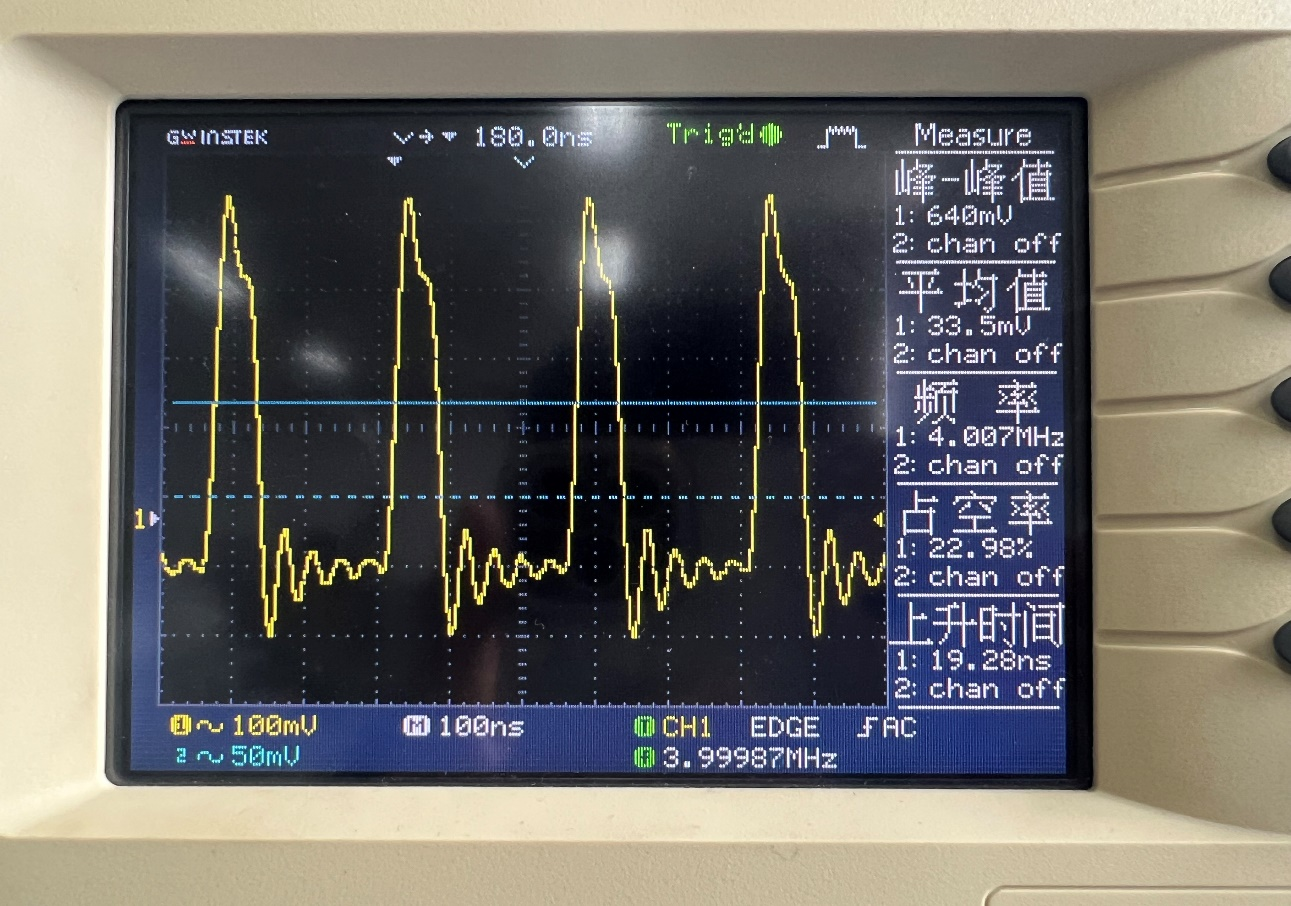 GWINSTEK 180.0ns Trig'd Measure
峰-峰值
1: 640mV
2: chan off
平均值
1: 33.5mV
2: chan off
频 率
1: 4.007MHz
2: chan off
占空率
1: 22.98%
2: chan off
上升时间
1: 19.28ns
2: chan off
1
1 100mV M 100ns T CH1 EDGE AC
2 50mV 3.99987MHz